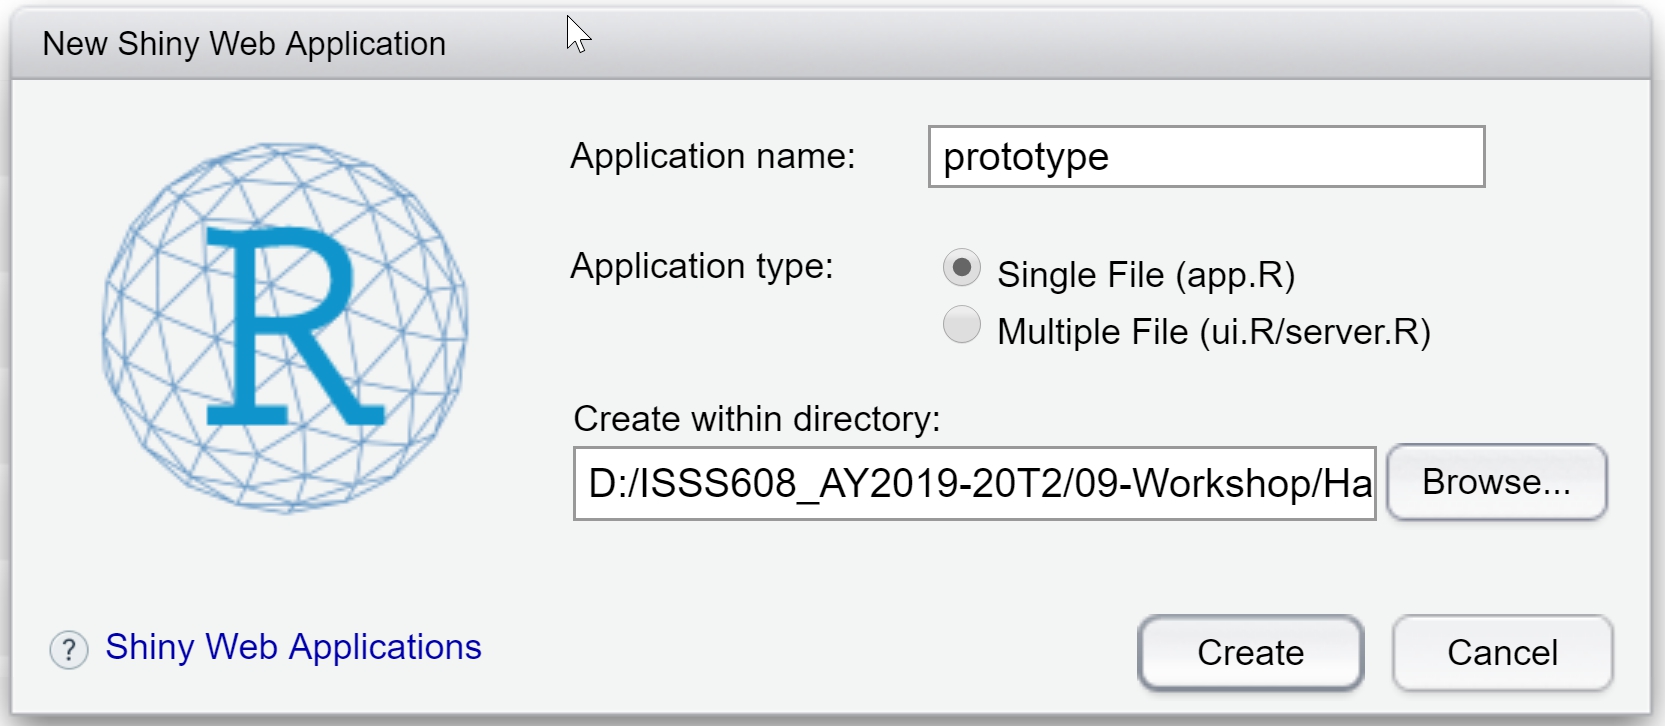 New Shiny Web Application
R
Application name: prototype
Application type: Single File (app.R)
Multiple File (ui.R/server.R)
Create within directory:
D:/ISSS608_AY2019-20T2/09-Workshop/Ha Browse...
? Shiny Web Applications Create Cancel